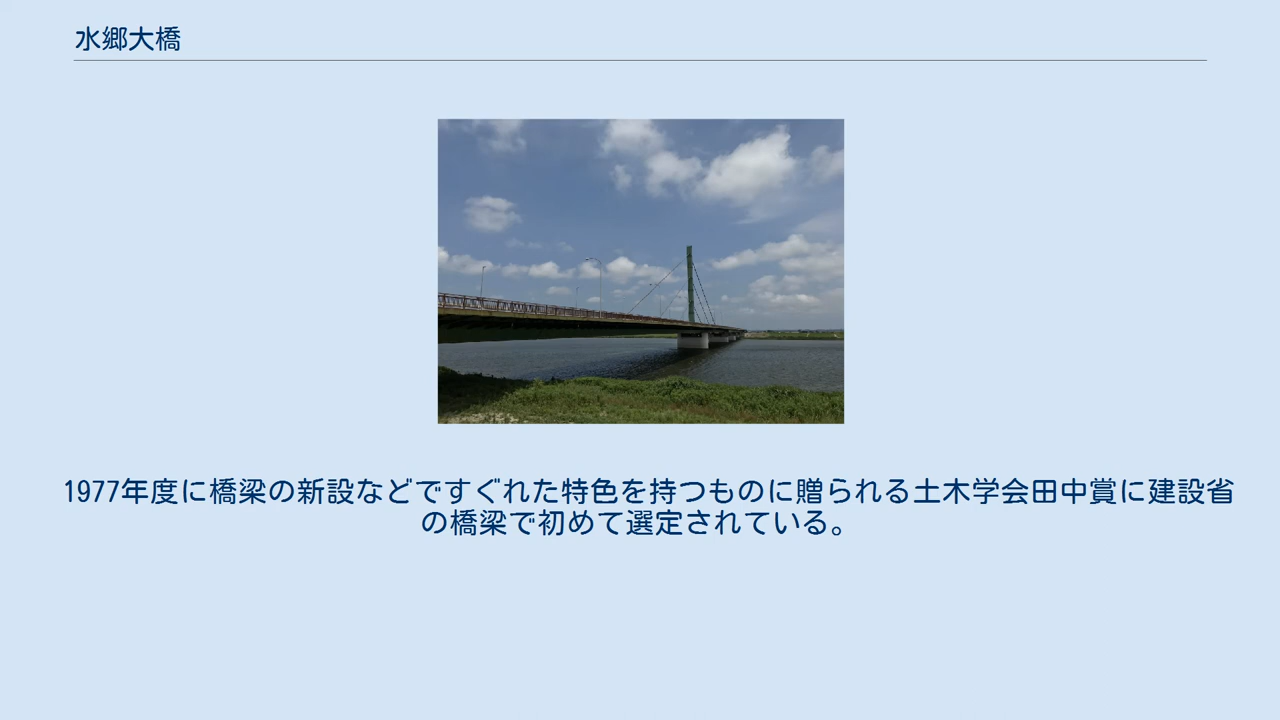 水郷大橋
1977年度に橋梁の新設などですぐれた特色を持つものに贈られる土木学会田中賞に建設省
の橋梁で初めて選定されている。